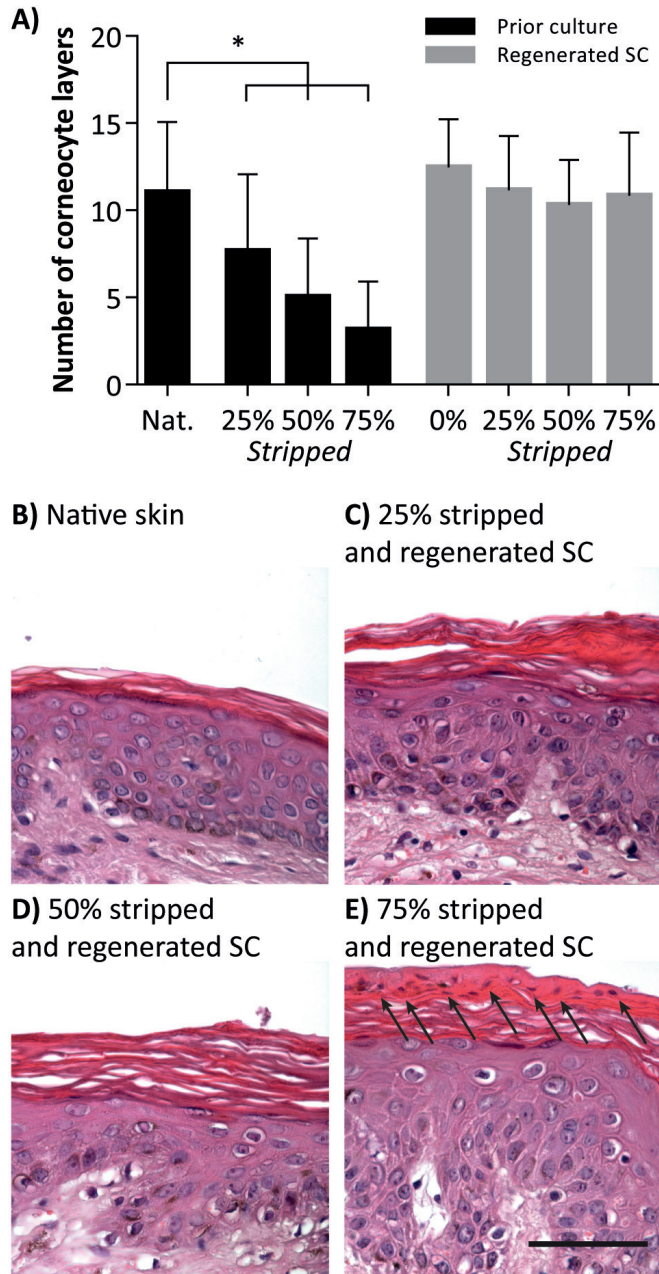 A)
Number of corneocyte layers
20
15
10
5
0
*
Prior culture
Regenerated SC
Nat. 25% 50% 75% 0% 25% 50% 75%
Stripped Stripped
B) Native skin
C) 25% stripped
and regenerated SC
D) 50% stripped
and regenerated SC
E) 75% stripped
and regenerated SC